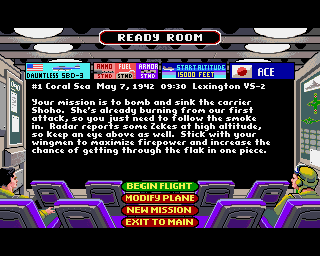 READY ROOM
DAUNTLESS SBD-3
AMMO FUEL ARMOR
STND STND STND
START ALTITUDE
15000 FEET
ACE
#1 Coral Sea May 7, 1942 09:30 Lexington VS-2
Your mission is to bomb and sink the carrier
Shoho. She's already burning from our first
attack, so you just need to follow the smoke
in. Radar reports some Zekes at high altitude,
so keep an eye above as well. Stick with your
wingmen to maximize firepower and increase the
chance of getting through the flak in one piece.
BEGIN FLIGHT
MODIFY PLANE
NEW MISSION
EXIT TO MAIN